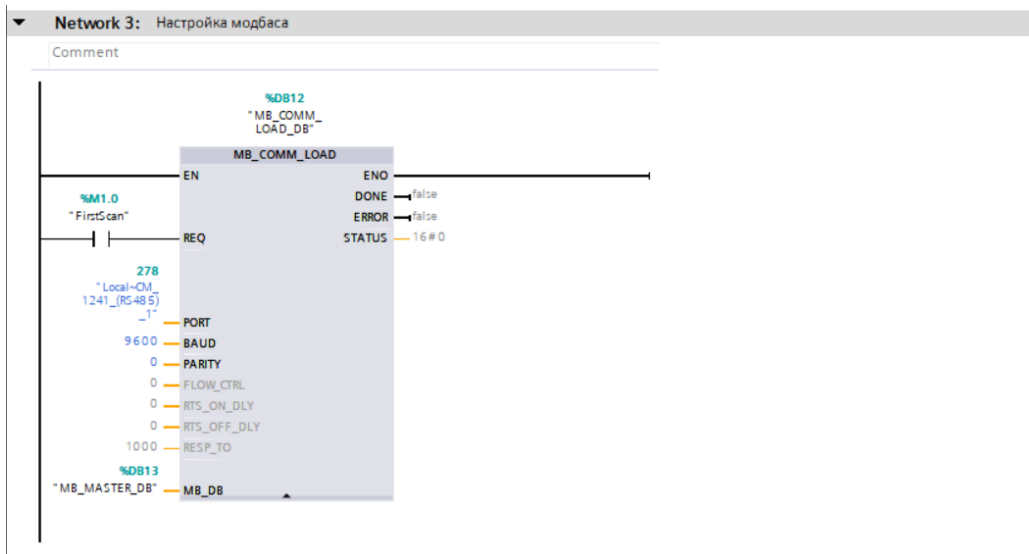 Network 3: Настройка модбаса
Comment
%DB12
"MB_COMM_
LOAD_DB"
MB_COMM_LOAD
EN ENO
DONE false
%M1.0
"FirstScan"
ERROR false
REQ STATUS 16#0
278
"Local~CM_
1241_(RS485)
_1"
PORT
9600 BAUD
0 PARITY
0 FLOW_CTRL
0 RTS_ON_DLY
0 RTS_OFF_DLY
1000 RESP_TO
%DB13
"MB_MASTER_DB" MB_DB